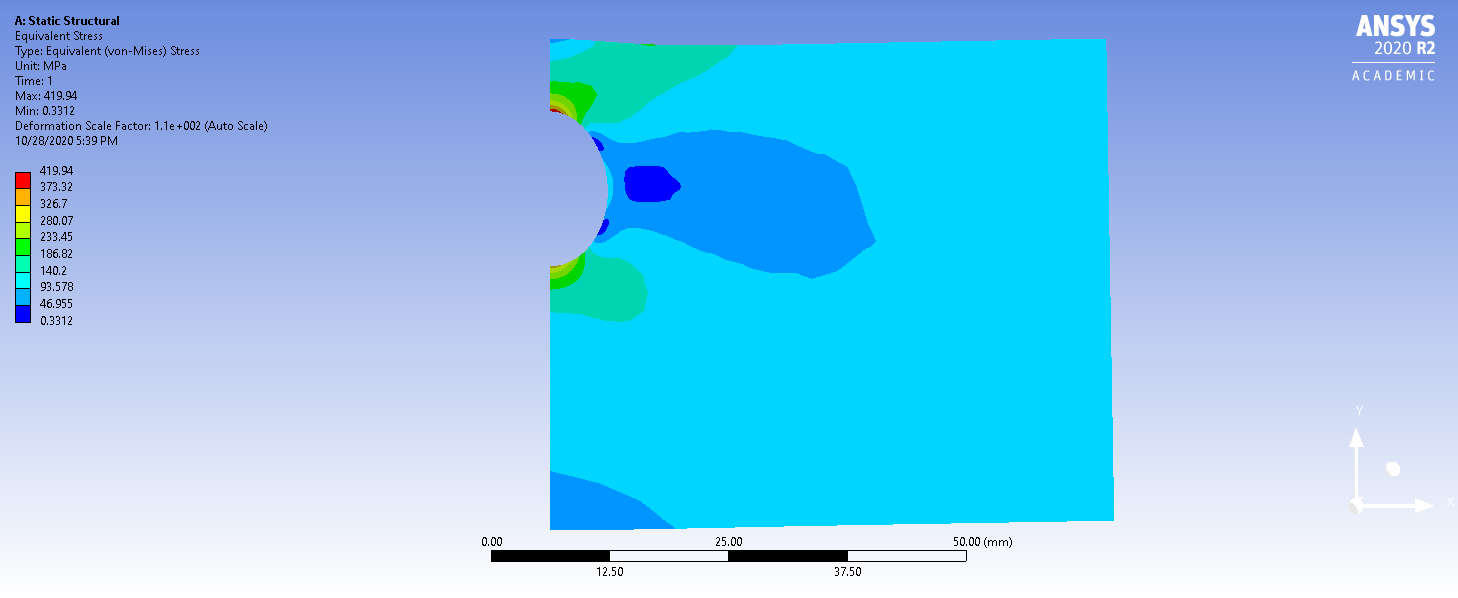 A: Static Structural
Equivalent Stress
Type: Equivalent (von-Mises) Stress
Unit: MPa
Time: 1
Max: 419.94
Min: 0.3312
Deformation Scale Factor: 1.1e+002 (Auto Scale)
10/28/2020 5:39 PM
419.94
373.32
326.7
280.07
233.45
186.82
140.2
93.578
46.955
0.3312
ANSYS
2020 R2
ACADEMIC
Y
X
0.00 25.00 50.00 (mm)
12.50 37.50